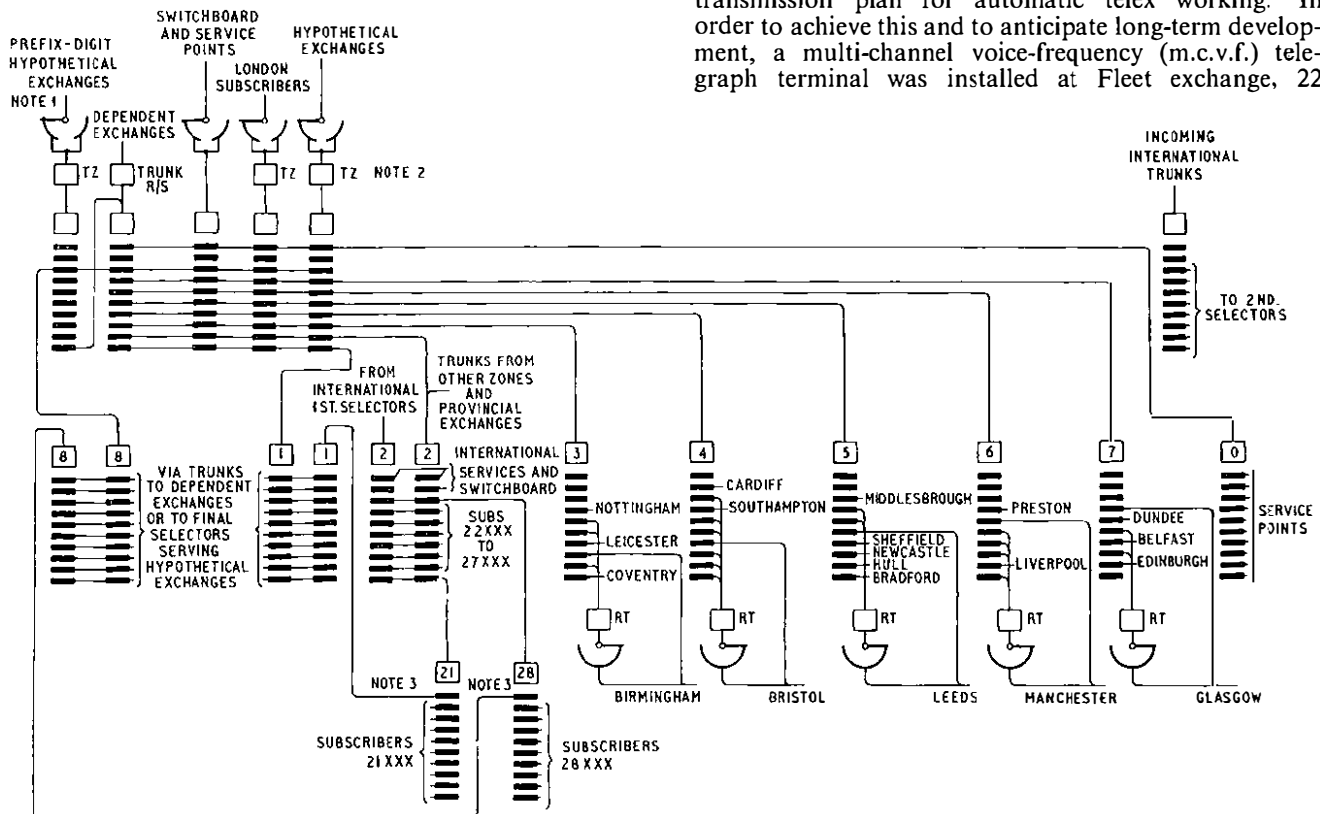 transmission plan for automatic telex working. In
order to achieve this and to anticipate long-term develop-
ment, a multi-channel voice-frequency (m.c.v.f.) tele-
graph terminal was installed at Fleet exchange, 22
PREFIX-DIGIT
HYPOTHETICAL
EXCHANGES
NOTE 1
DEPENDENT
EXCHANGES
SWITCHBOARD
AND SERVICE
POINTS
LONDON
SUBSCRIBERS
HYPOTHETICAL
EXCHANGES
INCOMING
INTERNATIONAL
TRUNKS
TZ
TRUNK
R/S
TZ
TZ NOTE 2
TO 2ND.
SELECTORS
FROM
INTERNATIONAL
1ST. SELECTORS
TRUNKS FROM
OTHER ZONES
AND
PROVINCIAL
EXCHANGES
8
8
VIA TRUNKS
TO DEPENDENT
EXCHANGES
OR TO FINAL
SELECTORS
SERVING
HYPOTHETICAL
EXCHANGES
1
1
2
2
INTERNATIONAL
SERVICES AND
SWITCHBOARD
SUBS
22XXX
TO
27XXX
3
NOTTINGHAM
LEICESTER
COVENTRY
RT
BIRMINGHAM
4
CARDIFF
SOUTHAMPTON
RT
BRISTOL
5
MIDDLESBROUGH
SHEFFIELD
NEWCASTLE
HULL
BRADFORD
RT
LEEDS
6
PRESTON
LIVERPOOL
RT
MANCHESTER
7
DUNDEE
BELFAST
EDINBURGH
RT
GLASGOW
0
SERVICE
POINTS
NOTE 3
21
SUBSCRIBERS
21XXX
NOTE 3
28
SUBSCRIBERS
28XXX